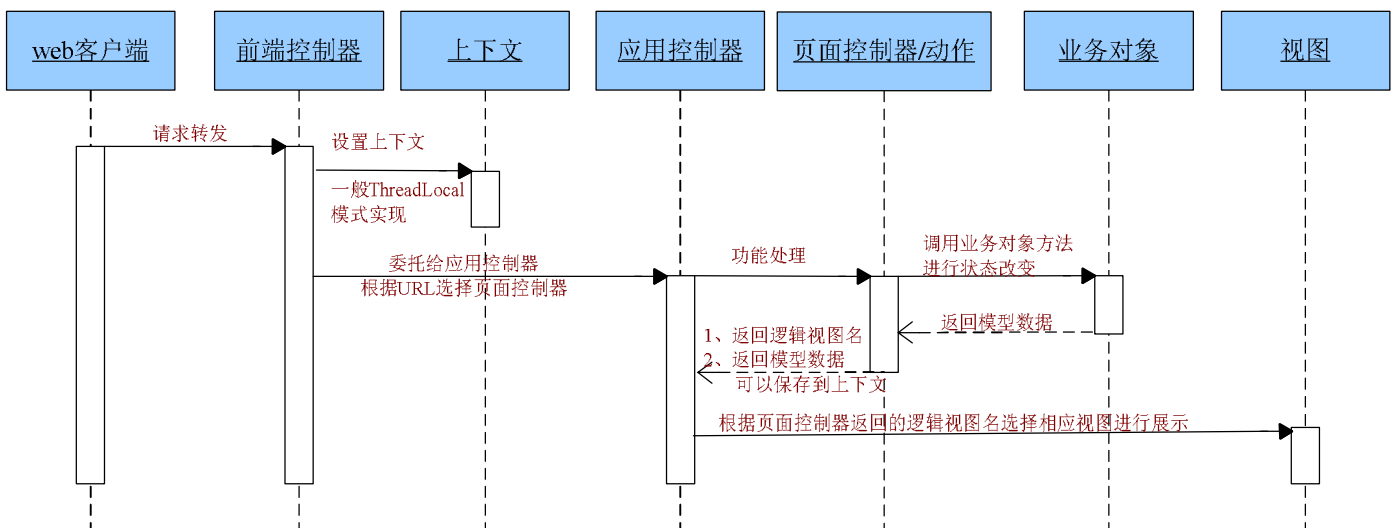 web客户端
前端控制器
上下文
应用控制器
页面控制器/动作
业务对象
视图
请求转发
设置上下文
一般ThreadLocal
模式实现
委托给应用控制器
根据URL选择页面控制器
功能处理
调用业务对象方法
进行状态改变
返回模型数据
1、返回逻辑视图名
2、返回模型数据
可以保存到上下文
根据页面控制器返回的逻辑视图名选择相应视图进行展示